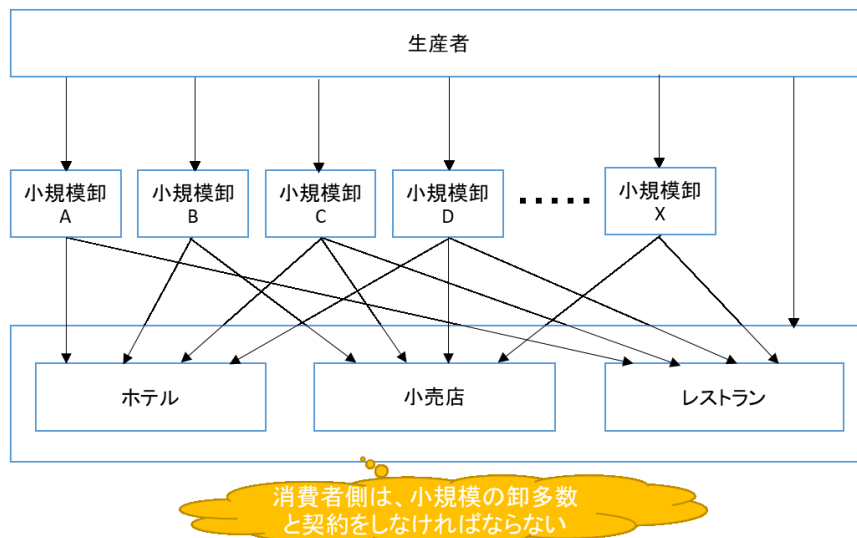 生産者
小規模卸
A
小規模卸
B
小規模卸
C
小規模卸
D
……
小規模卸
X
ホテル
小売店
レストラン
消費者側は、小規模の卸多数
と契約をしなければならない